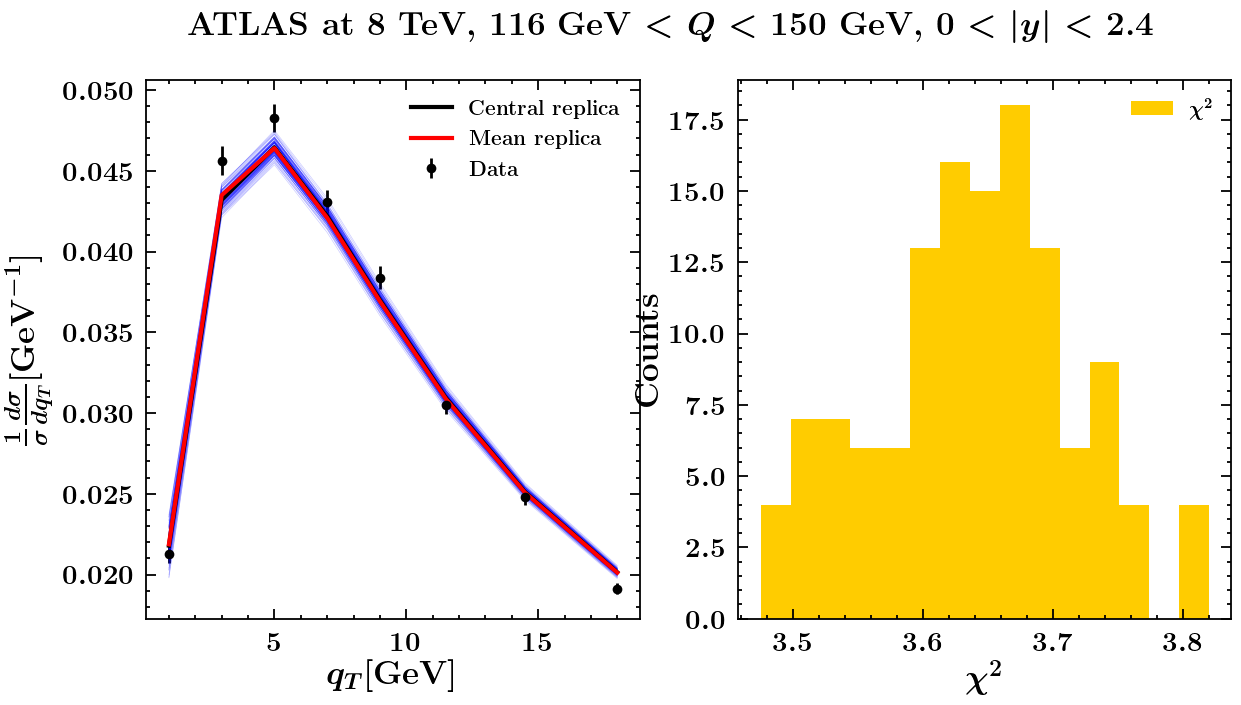 ATLAS at 8 TeV, 116 GeV < Q < 150 GeV, 0 < |y| < 2.4
0.050
0.045
0.040
0.035
0.030
0.025
0.020
1/σ dσ/dq_T [GeV⁻¹]
Central replica
Mean replica
Data
5
10
15
q_T[GeV]
17.5
15.0
12.5
10.0
7.5
5.0
2.5
0.0
Counts
χ²
3.5
3.6
3.7
3.8
χ²